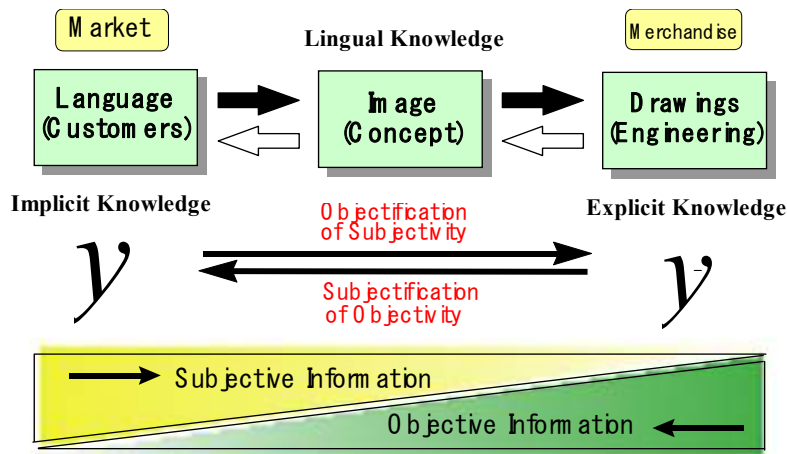 Market
Lingual Knowledge
Merchandise
Language
(Customers)
Image
(Concept)
Drawings
(Engineering)
Implicit Knowledge
Objectification
of Subjectivity
Explicit Knowledge
y
y
Subjectification
of Objectivity
Subjective Information
Objective Information